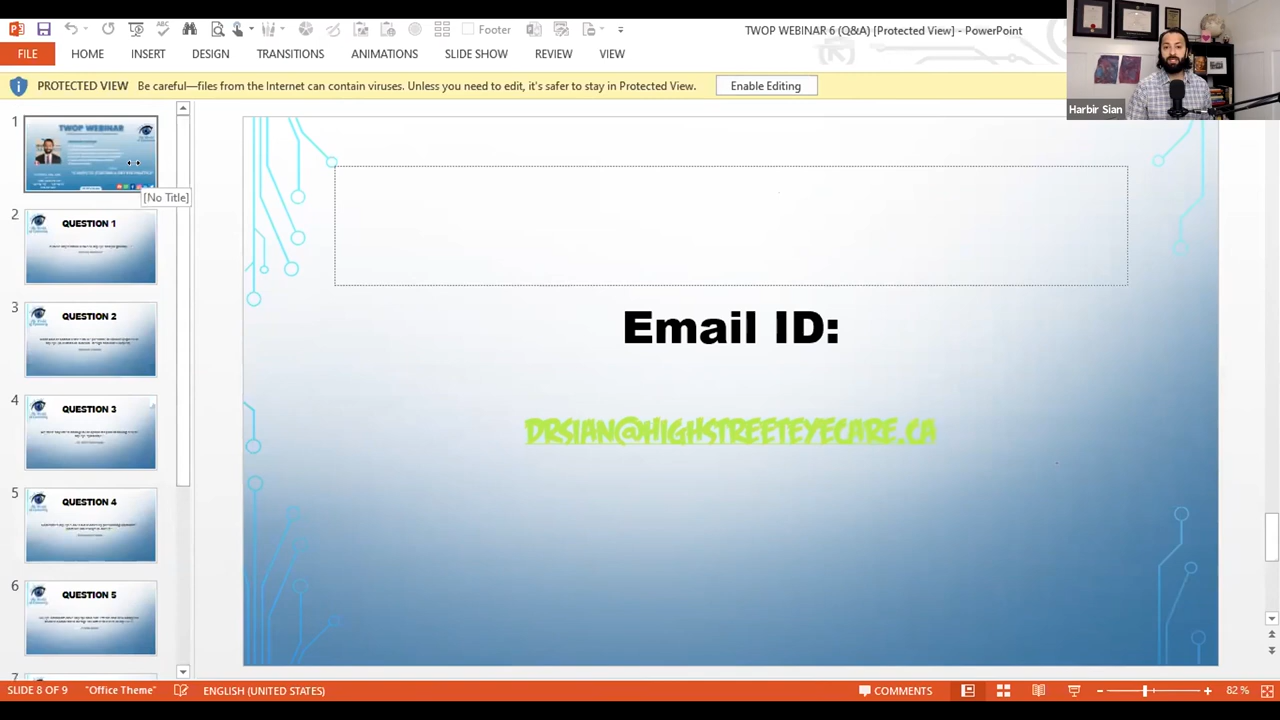 Footer
TWOP WEBINAR 6 (Q&A) [Protected View] - PowerPoint
FILE
HOME
INSERT
DESIGN
TRANSITIONS
ANIMATIONS
SLIDE SHOW
REVIEW
VIEW
PROTECTED VIEW Be careful—files from the Internet can contain viruses. Unless you need to edit, it's safer to stay in Protected View.
Enable Editing
Harbir Sian
1
TWOP WEBINAR
[No Title]
2
QUESTION 1
3
QUESTION 2
4
QUESTION 3
5
QUESTION 4
6
QUESTION 5
7
Email ID:
DRSIAN@HIGHSTREETEYECARE.CA
SLIDE 8 OF 9
"Office Theme"
ENGLISH (UNITED STATES)
COMMENTS
82 %